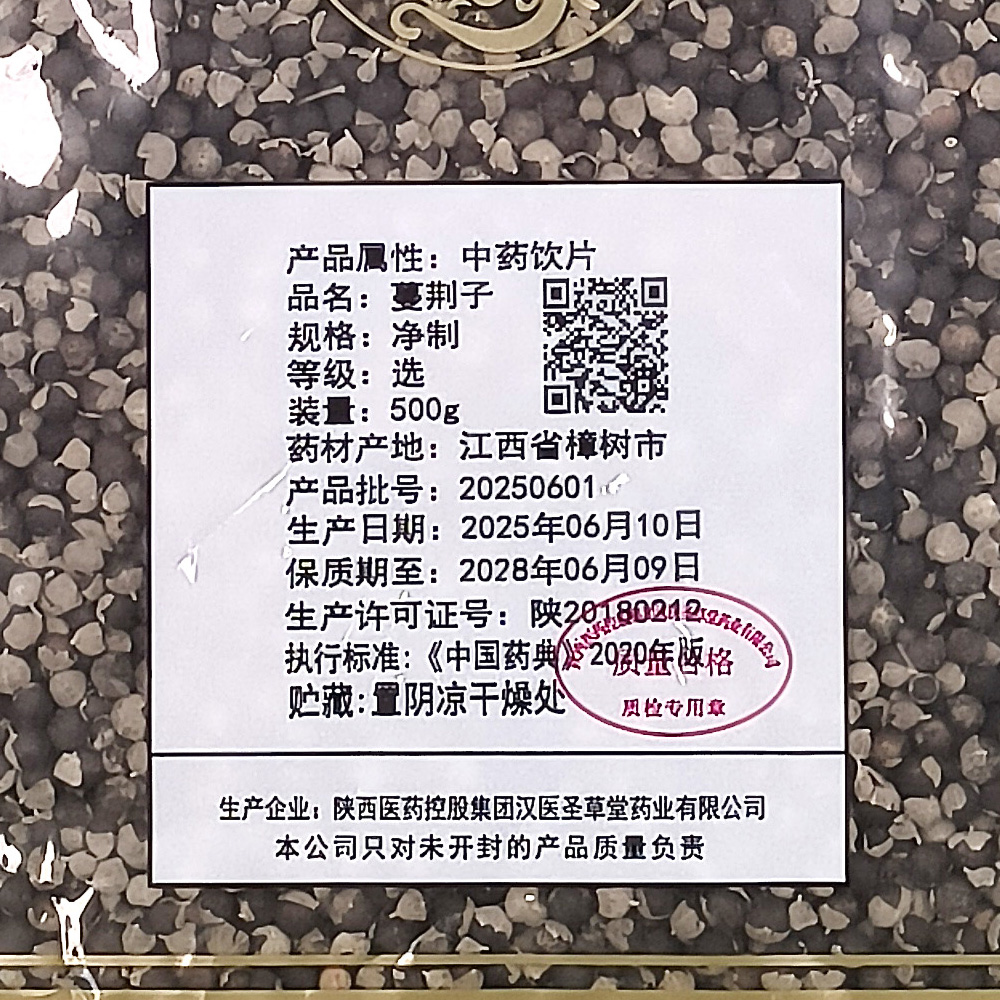 产品属性：中药饮片
品名：蔓荆子
规格：净制
等级：选
装量：500g
药材产地：江西省樟树市
产品批号：20250601
生产日期：2025年06月10日
保质期至：2028年06月09日
生产许可证号：陕20180212
执行标准:《中国药典》2020年版
贮藏:置阴凉干燥处
质量合格
质检专用章
生产企业：陕西医药控股集团汉医圣草堂药业有限公司
本公司只对未开封的产品质量负责